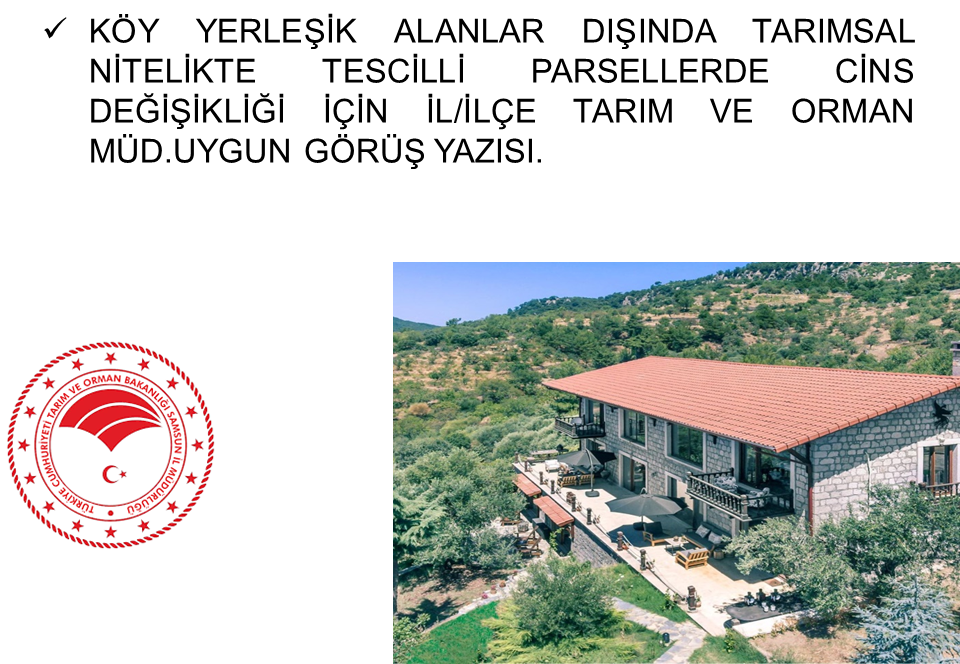 ✓ KÖY YERLEŞİK ALANLAR DIŞINDA TARIMSAL
NİTELİKTE TESCİLLİ PARSELLERDE CİNS
DEĞİŞİKLİĞİ İÇİN İL/İLÇE TARIM VE ORMAN
MÜD.UYGUN GÖRÜŞ YAZISI.
TÜRKİYE CUMHURİYETİ TARIM VE ORMAN BAKANLIĞI SAMSUN İL MÜDÜRLÜĞÜ